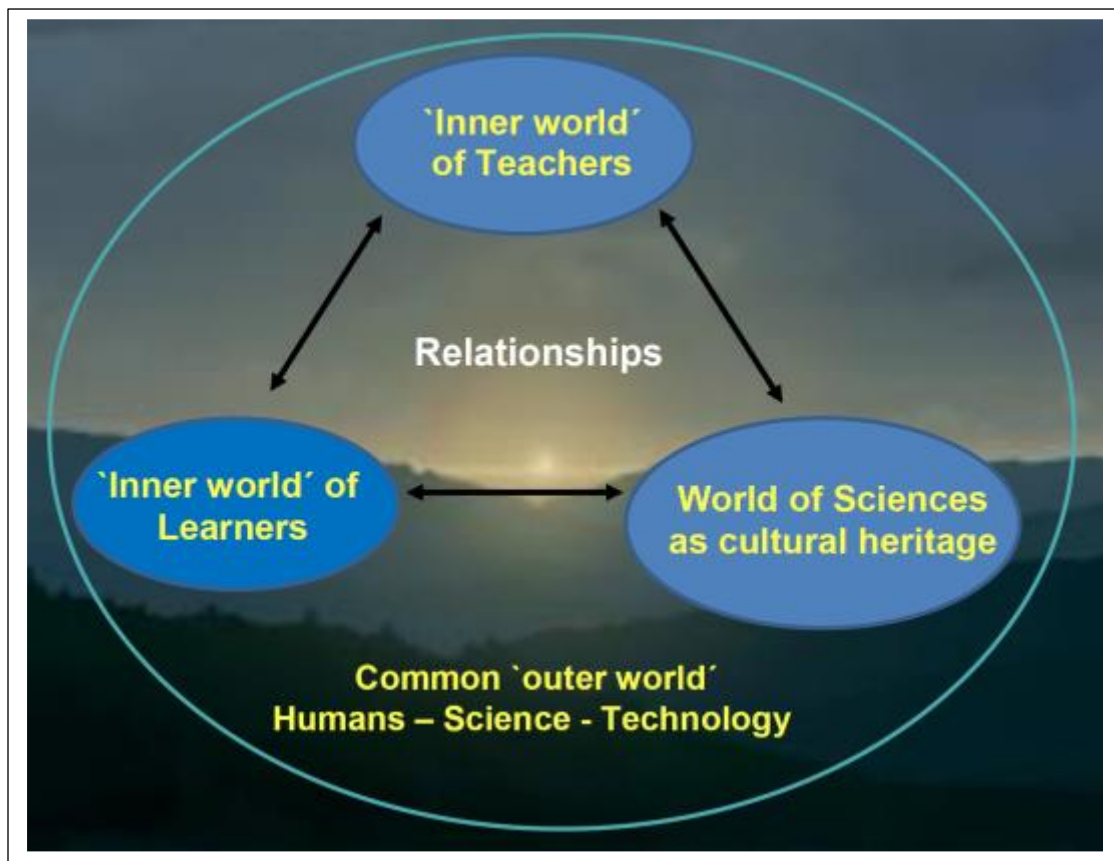 `Inner world´
of Teachers
Relationships
`Inner world´ of
Learners
World of Sciences
as cultural heritage
Common `outer world´
Humans – Science - Technology